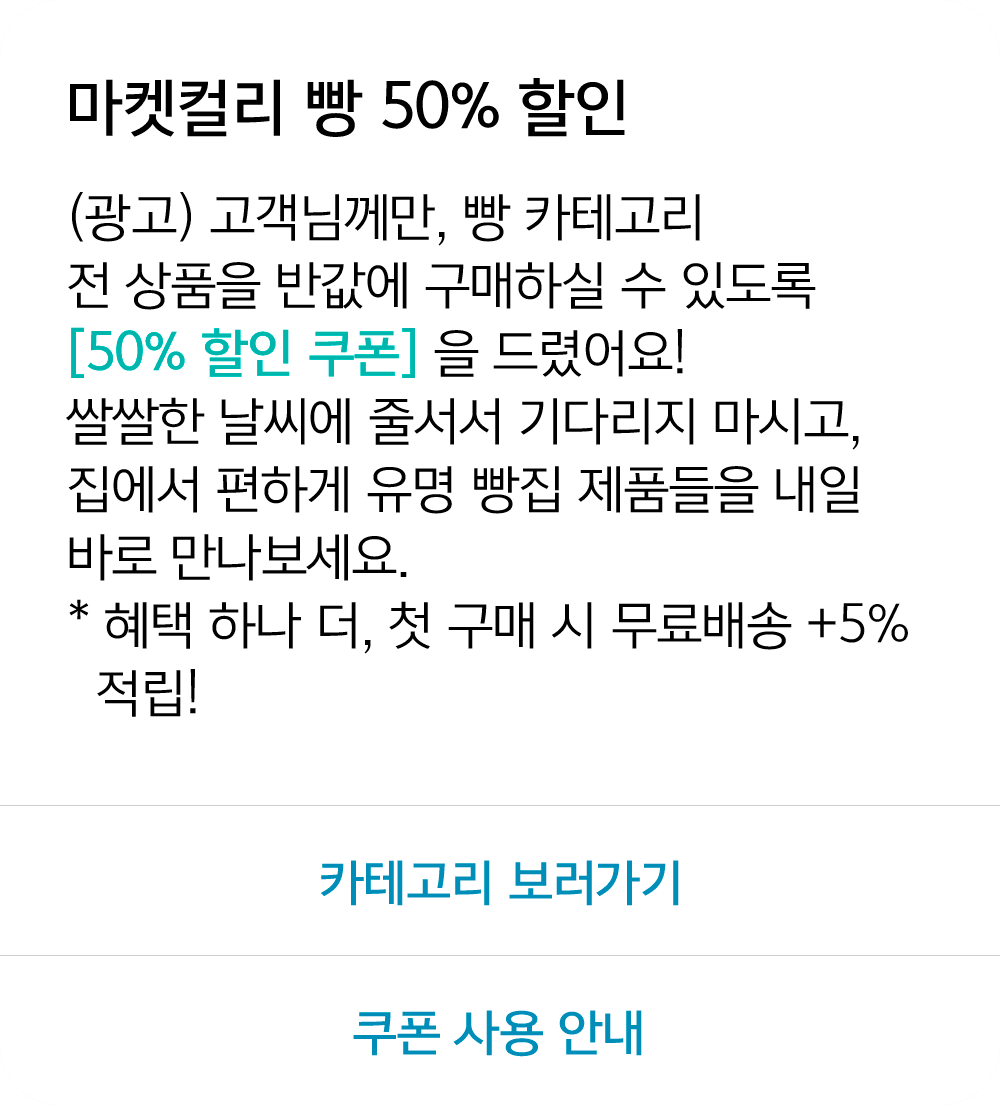 마켓컬리 빵 50% 할인
(광고) 고객님께만, 빵 카테고리
전 상품을 반값에 구매하실 수 있도록
[50% 할인 쿠폰] 을 드렸어요!
쌀쌀한 날씨에 줄서서 기다리지 마시고,
집에서 편하게 유명 빵집 제품들을 내일
바로 만나보세요.
* 혜택 하나 더, 첫 구매 시 무료배송 +5%
적립!
카테고리 보러가기
쿠폰 사용 안내